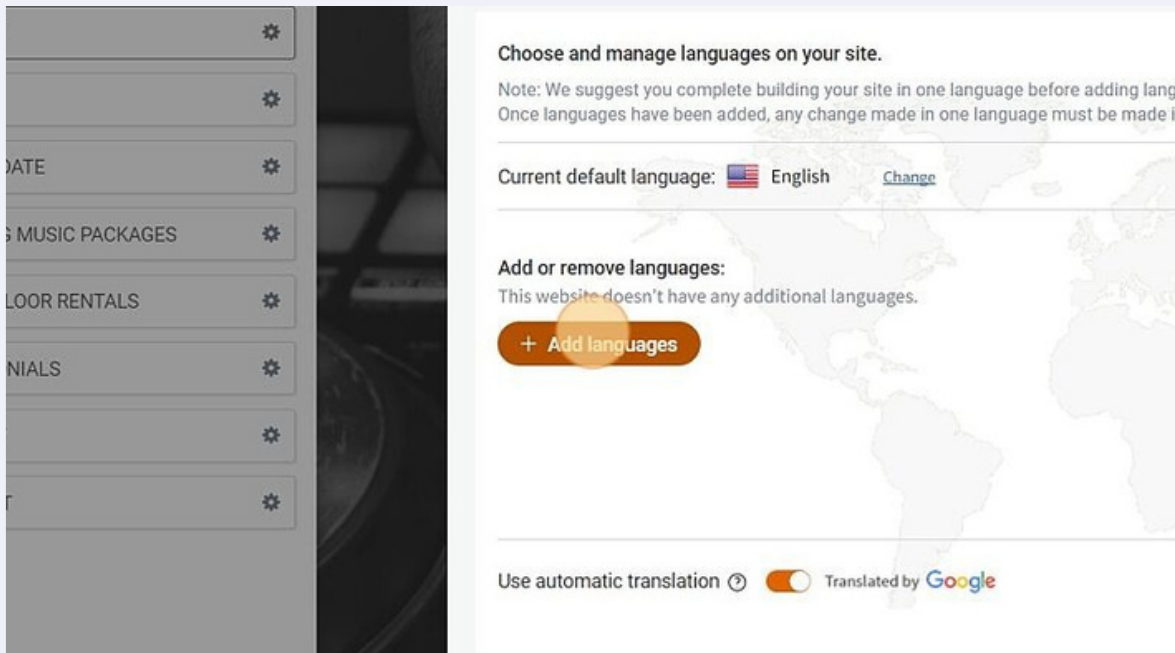 DATE
MUSIC PACKAGES
LOOR RENTALS
NIALS
T
Choose and manage languages on your site.
Note: We suggest you complete building your site in one language before adding lang
Once languages have been added, any change made in one language must be made i
Current default language: English Change
Add or remove languages:
This website doesn't have any additional languages.
+ Add languages
Use automatic translation ? Translated by Google